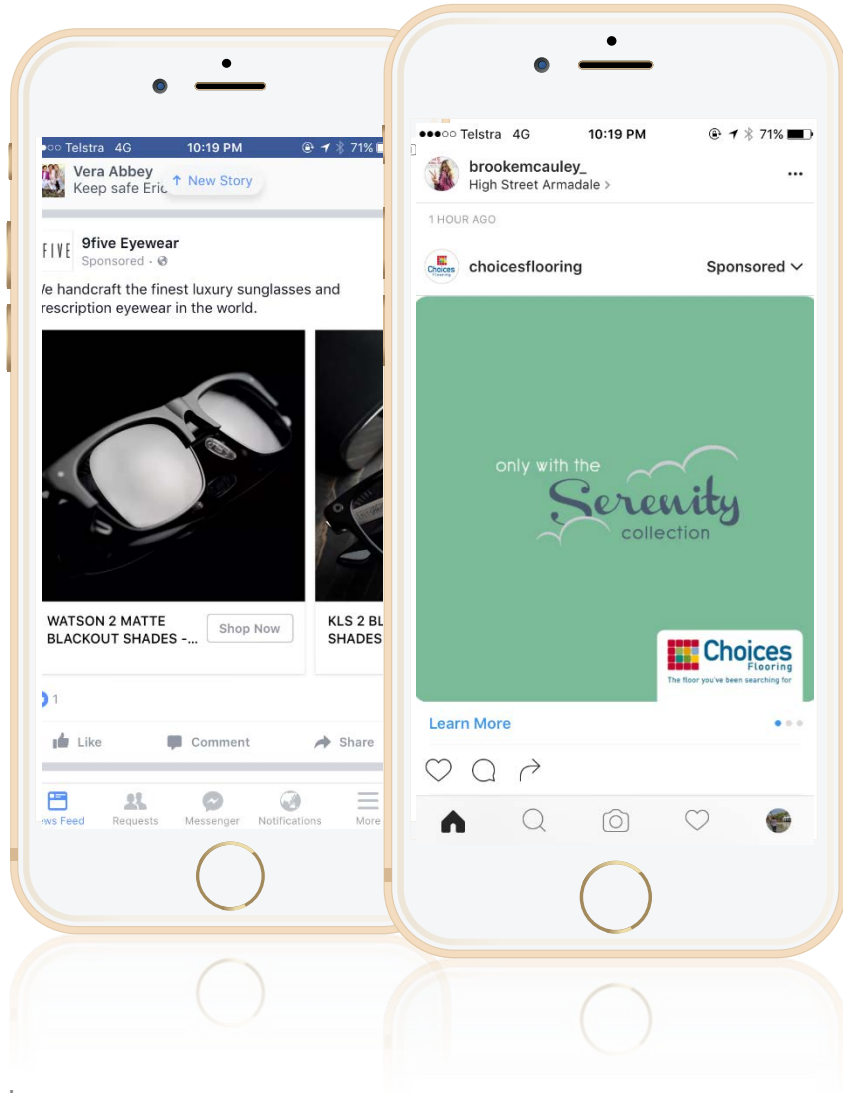 Telstra 4G 10:19 PM 71%
Vera Abbey
Keep safe Eric
↑ New Story
FIVE
9five Eyewear
Sponsored
e handcraft the finest luxury sunglasses and
rescription eyewear in the world.
WATSON 2 MATTE
BLACKOUT SHADES -...
Shop Now
KLS 2 BL
SHADES
1
Like Comment Share
ws Feed Requests Messenger Notifications More
Telstra 4G 10:19 PM 71%
brookemcauley_
High Street Armadale >
...
1 HOUR AGO
Choices
choicesflooring
Sponsored
only with the
Serenity
collection
Choices
Flooring
The floor you've been searching for
Learn More